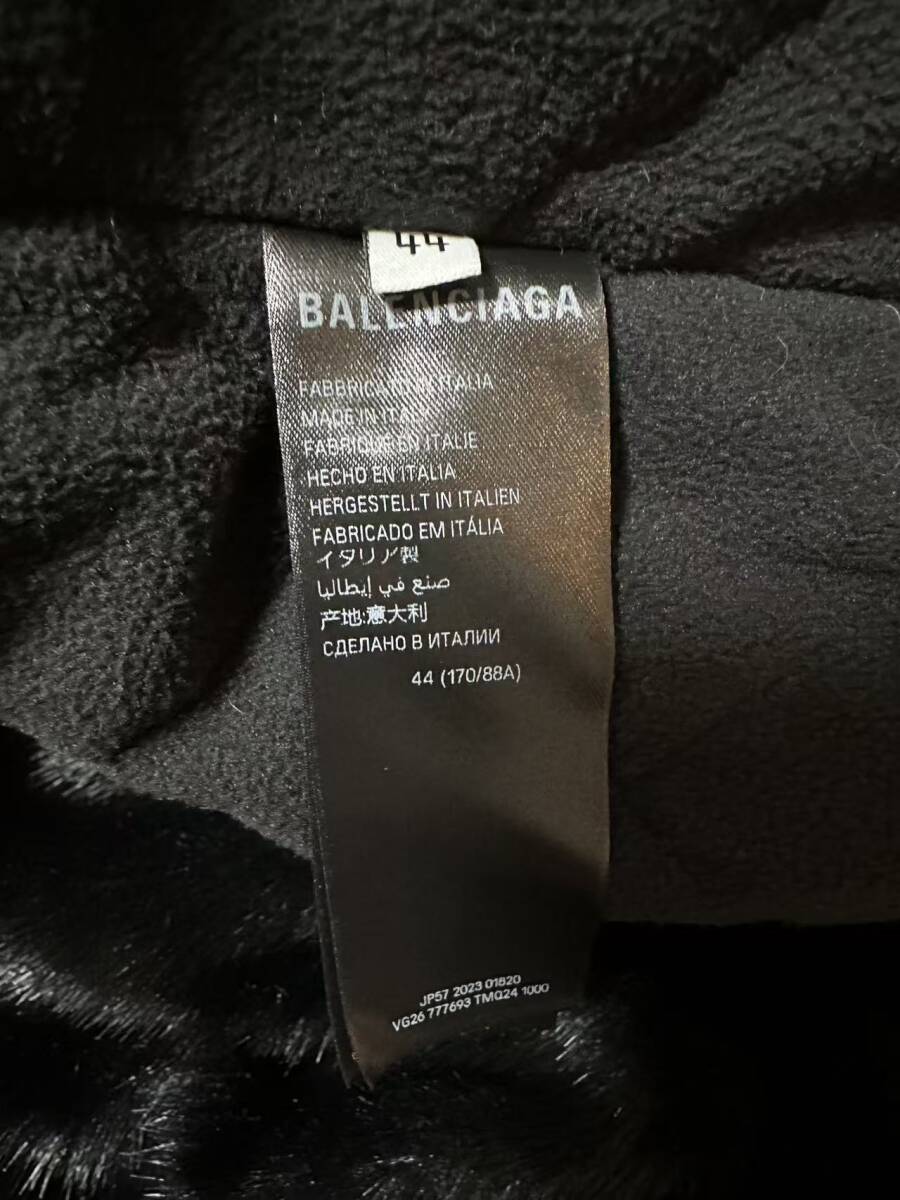 44
BALENCIAGA
FABBRICATO IN ITALIA
MADE IN ITALY
FABRIQUÉ EN ITALIE
HECHO EN ITALIA
HERGESTELLT IN ITALIEN
FABRICADO EM ITÁLIA
イタリア製
صنع في إيطاليا
产地:意大利
СДЕЛАНО В ИТАЛИИ
44 (170/88A)
JP57 2023 01820
VG26 777693 TMQ24 1000